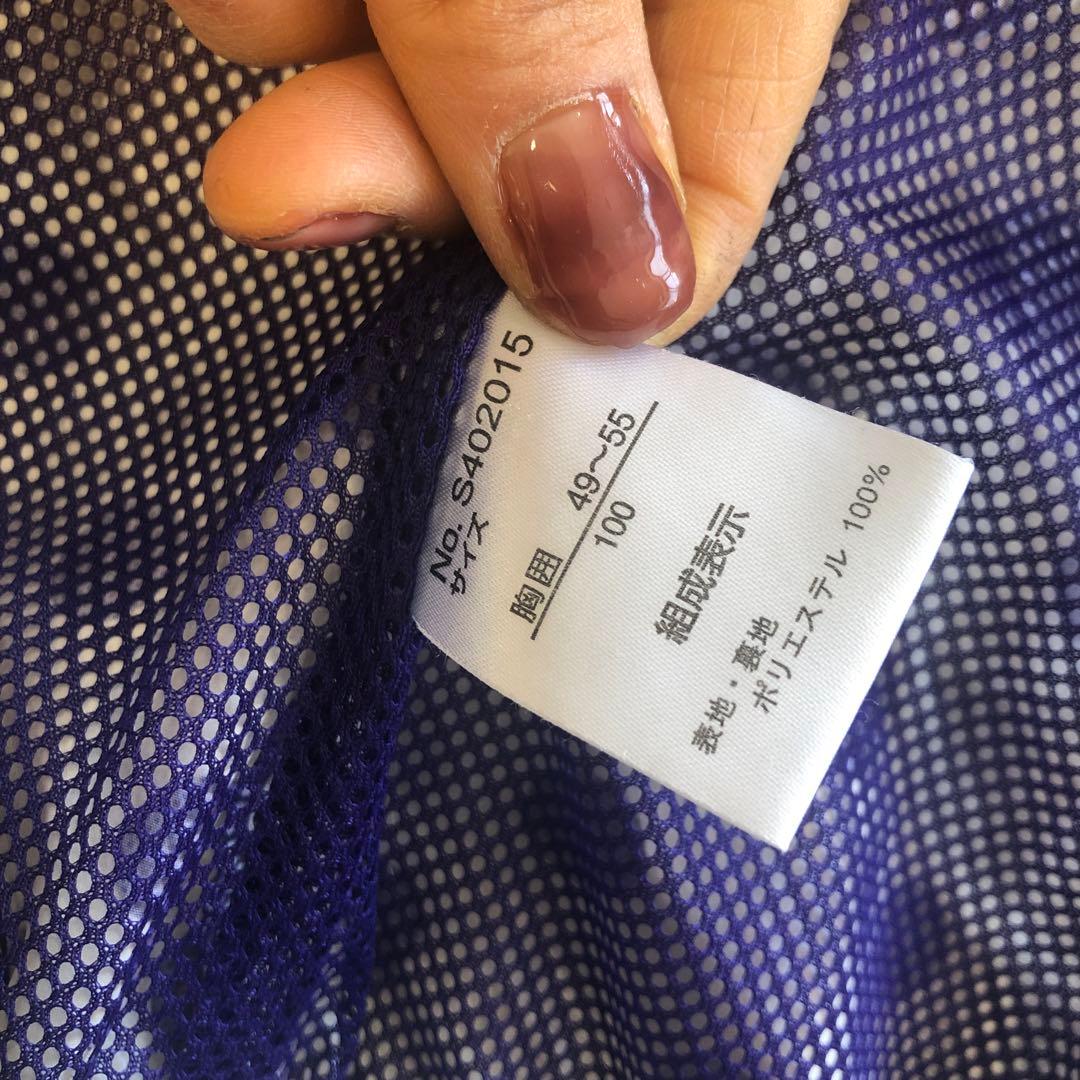 No. S402015
サイズ
胸囲 49～55
100
組成表示
表地・裏地
ポリエステル 100%